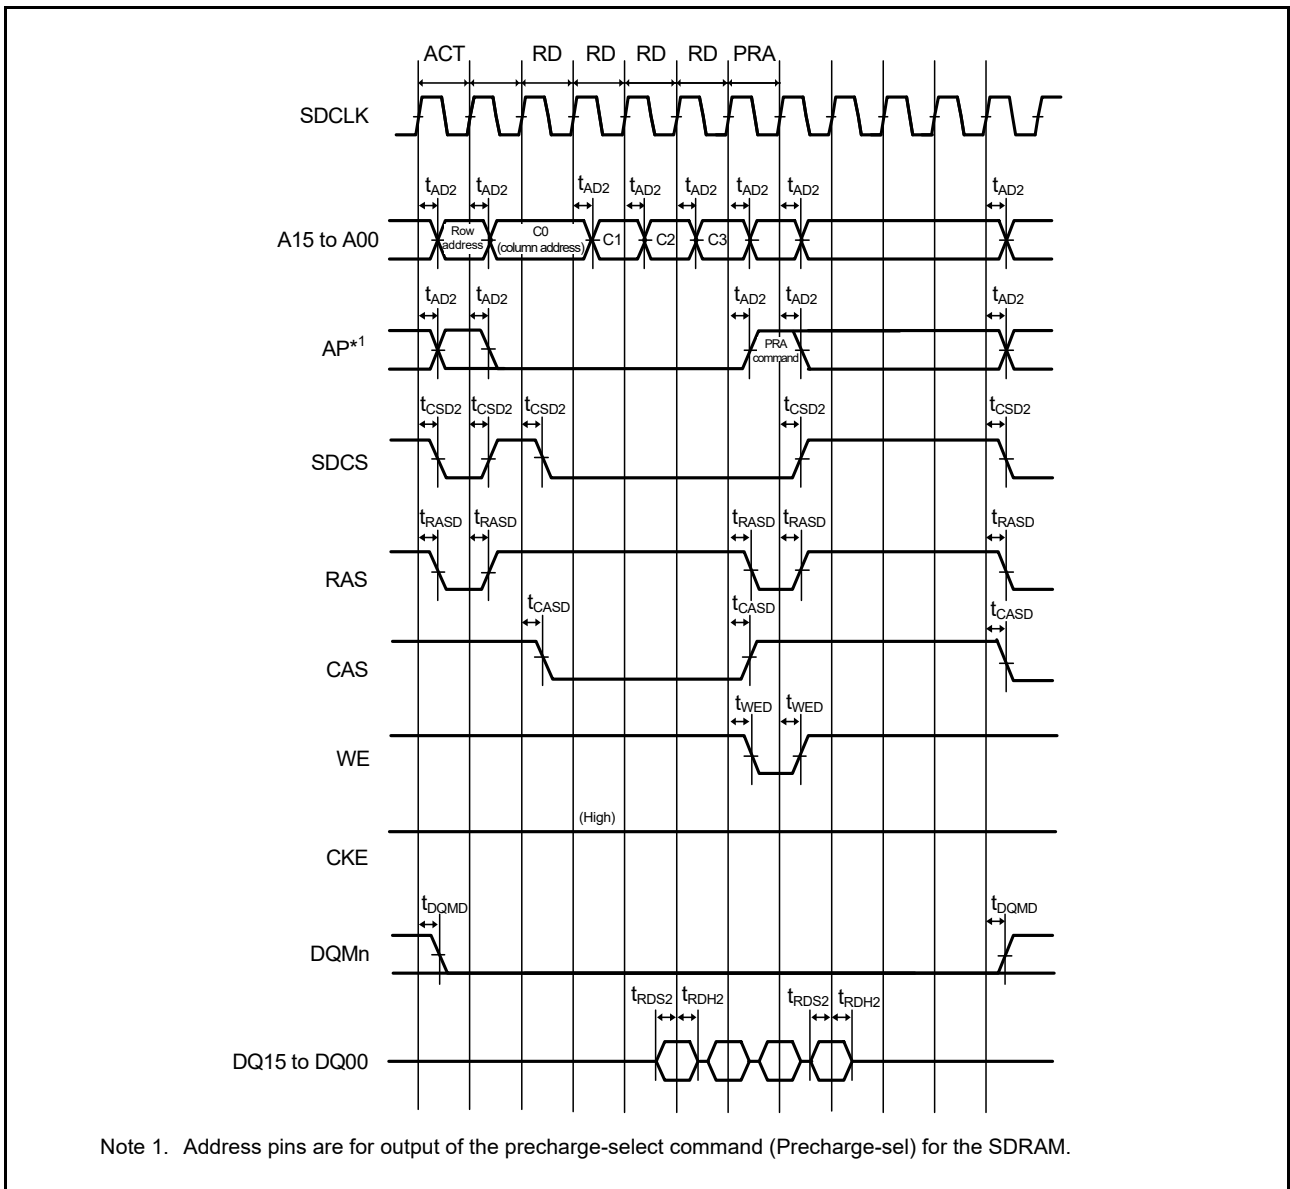 ACT RD RD RD RD PRA
SDCLK
tAD2 tAD2 tAD2 tAD2 tAD2 tAD2 tAD2 tAD2
A15 to A00
Row address
C0 (column address)
C1 C2 C3
tAD2 tAD2 tAD2 tAD2 tAD2
AP*1
PRA command
tCSD2 tCSD2 tCSD2 tCSD2 tCSD2
SDCS
tRASD tRASD tRASD tRASD tRASD
RAS
tCASD tCASD tCASD
CAS
tWED tWED
WE
(High)
CKE
tDQMD tDQMD
DQMn
tRDS2 tRDH2 tRDS2 tRDH2
DQ15 to DQ00
Note 1. Address pins are for output of the precharge-select command (Precharge-sel) for the SDRAM.